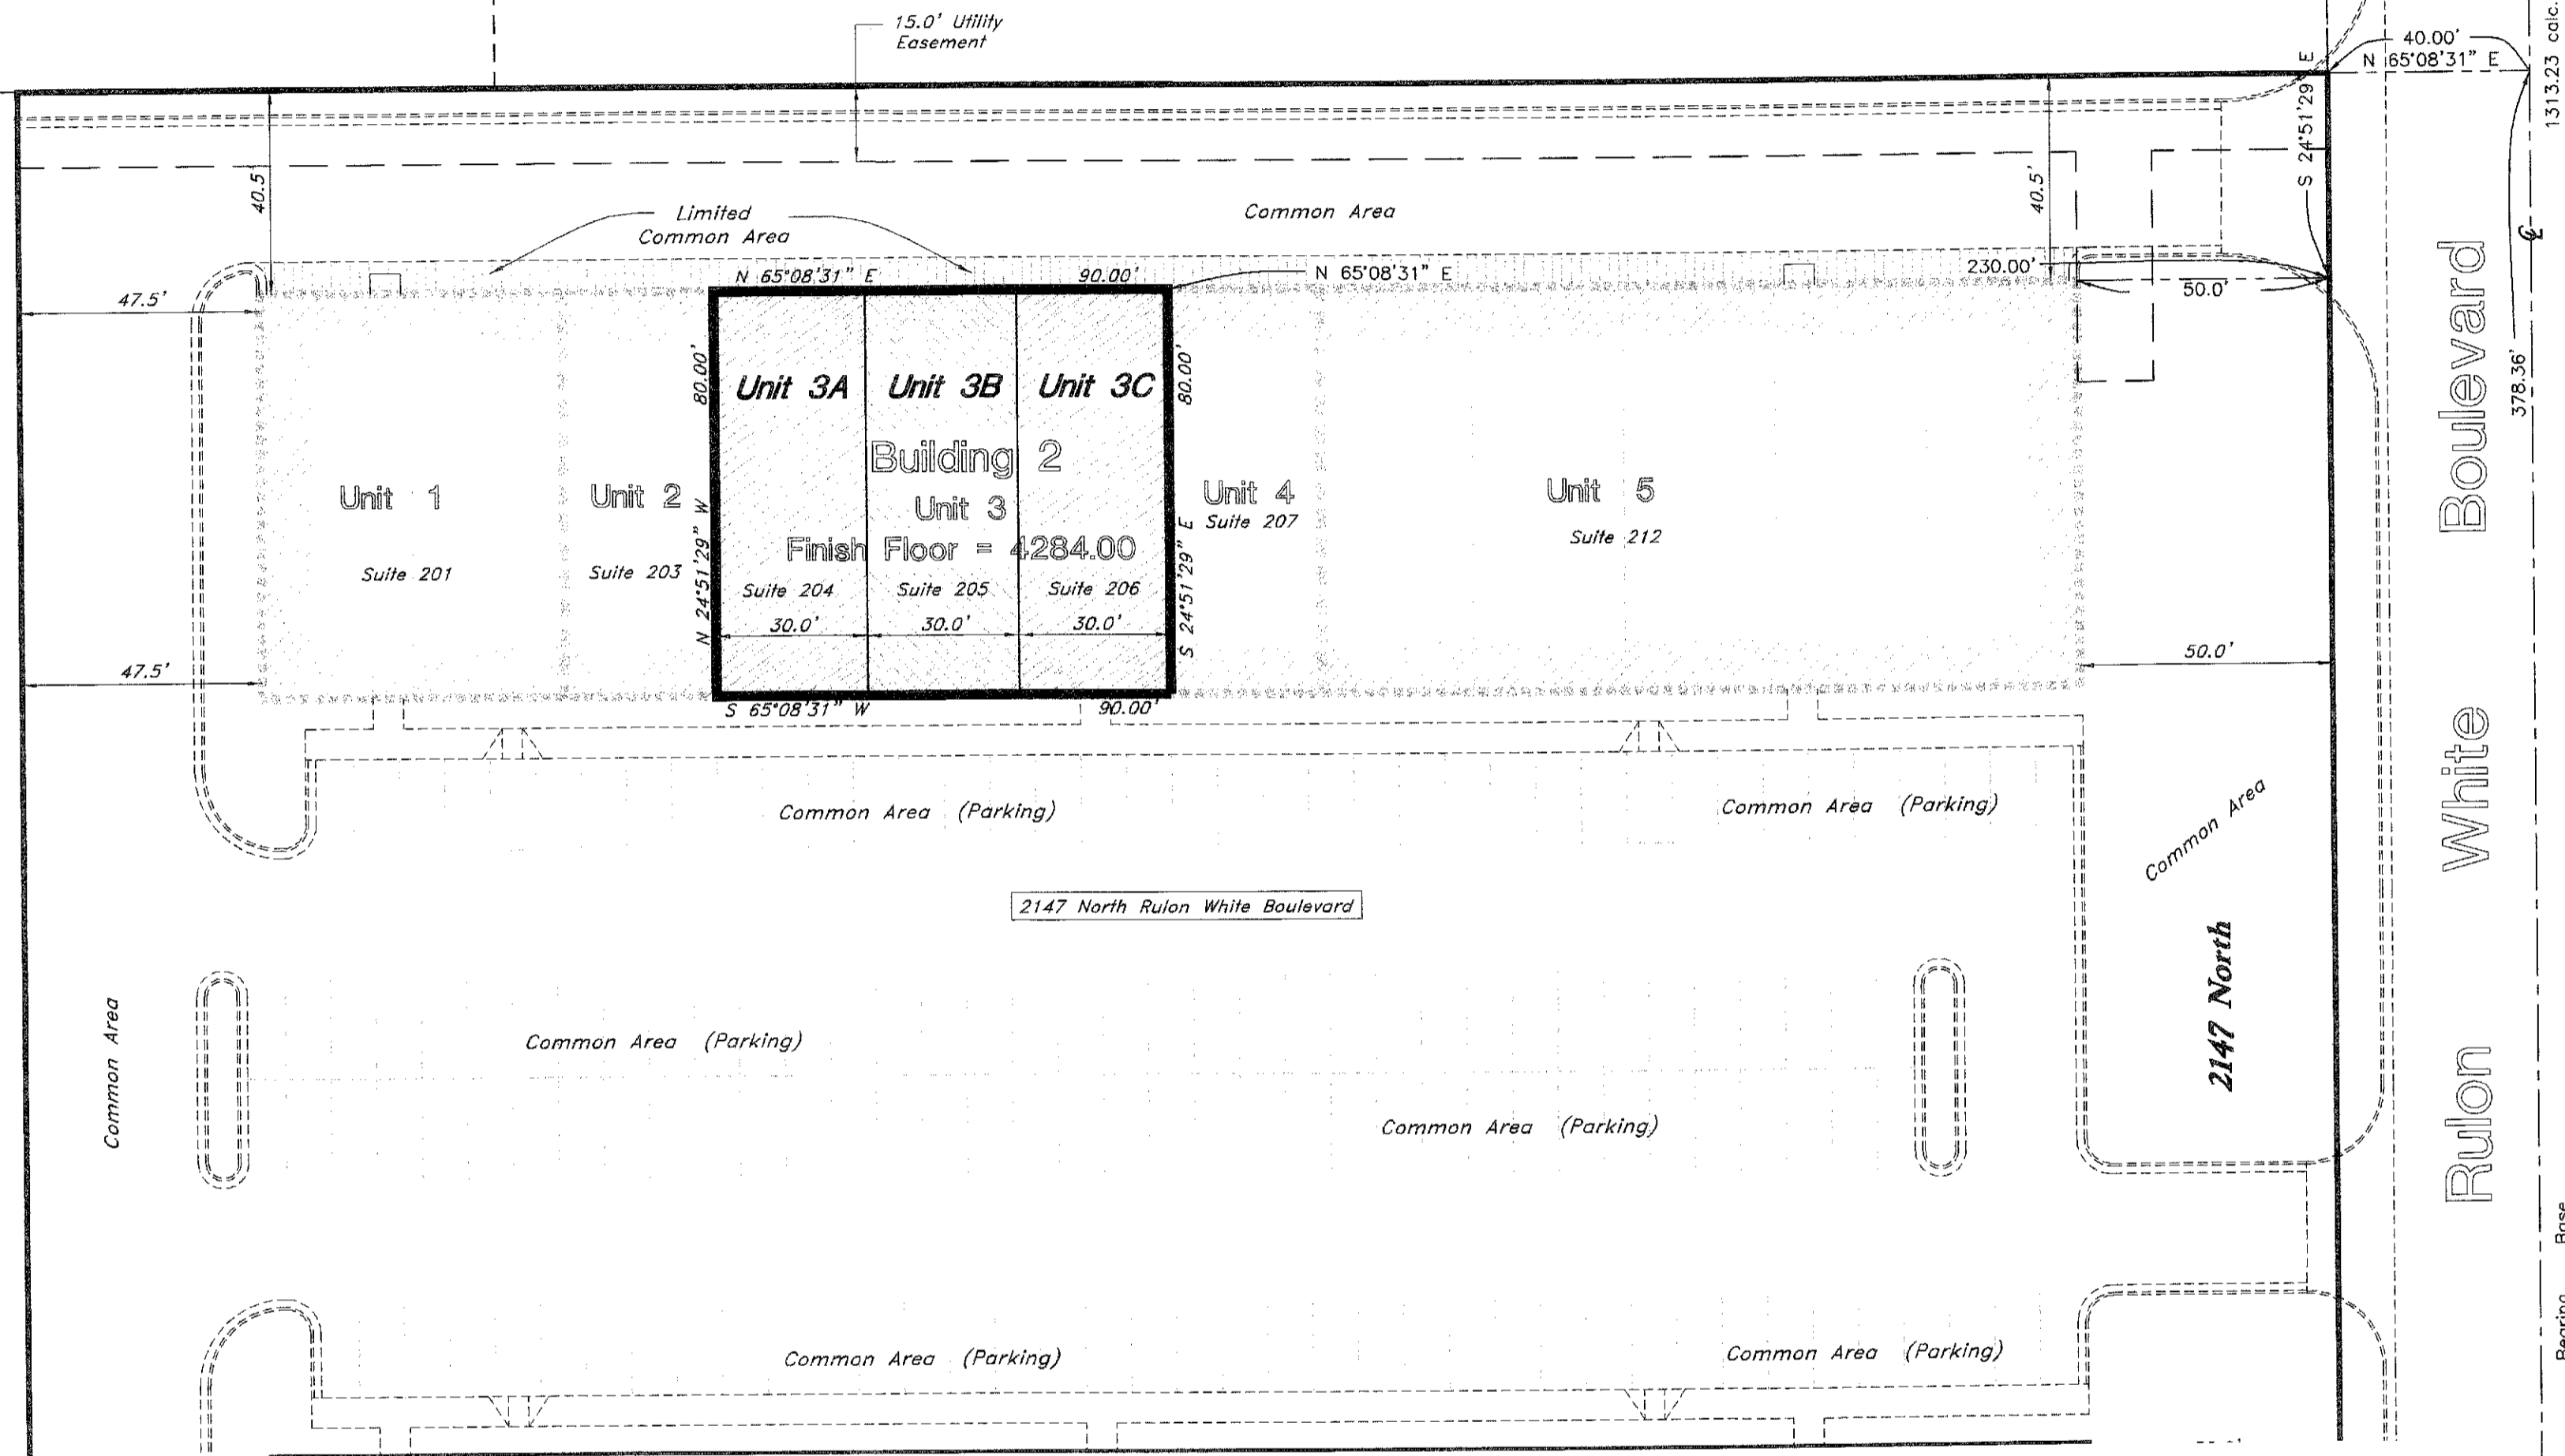 15.0' Utility
Easement
40.00'
N 65°08'31" E
1313.23 calc.
S 24°51'29" E
40.5'
40.5'
Limited
Common Area
Common Area
N 65°08'31" E
90.00'
N 65°08'31" E
230.00'
50.0'
47.5'
378.36'
80.00'
80.00'
Unit 3A
Unit 3B
Unit 3C
Building 2
Unit 3
Finish Floor = 4284.00
Unit 1
Suite 201
Unit 2
Suite 203
N 24°51'29" W
S 24°51'29" E
Suite 204
Suite 205
Suite 206
30.0'
30.0'
30.0'
Unit 4
Suite 207
Unit 5
Suite 212
47.5'
50.0'
S 65°08'31" W
90.00'
Common Area (Parking)
Common Area (Parking)
Common Area
2147 North Rulon White Boulevard
2147 North
Common Area
Common Area (Parking)
Common Area (Parking)
Common Area (Parking)
Common Area (Parking)
Rulon White Boulevard
Bearing Base